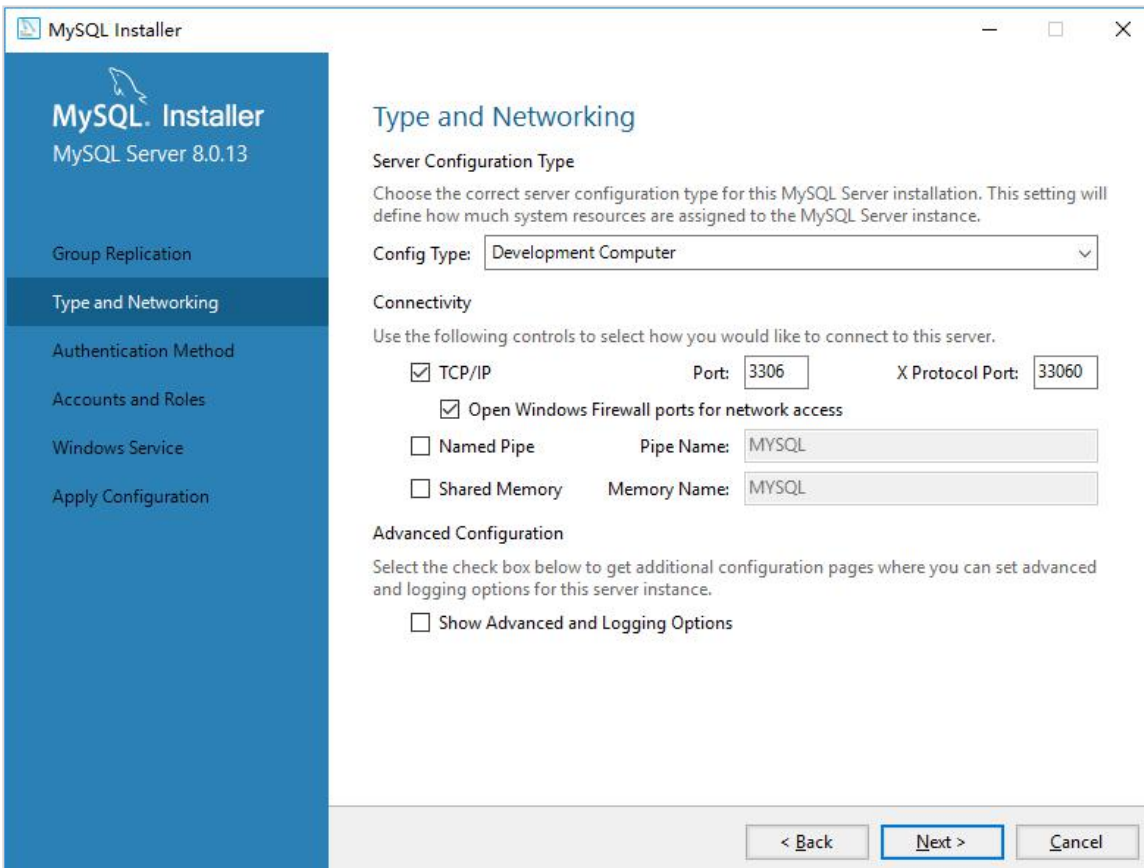 MySQL Installer
MySQL. Installer
MySQL Server 8.0.13
Group Replication
Type and Networking
Authentication Method
Accounts and Roles
Windows Service
Apply Configuration
Type and Networking
Server Configuration Type
Choose the correct server configuration type for this MySQL Server installation. This setting will
define how much system resources are assigned to the MySQL Server instance.
Config Type: Development Computer
Connectivity
Use the following controls to select how you would like to connect to this server.
TCP/IP Port: 3306 X Protocol Port: 33060
Open Windows Firewall ports for network access
Named Pipe Pipe Name: MYSQL
Shared Memory Memory Name: MYSQL
Advanced Configuration
Select the check box below to get additional configuration pages where you can set advanced
and logging options for this server instance.
Show Advanced and Logging Options
< Back Next > Cancel